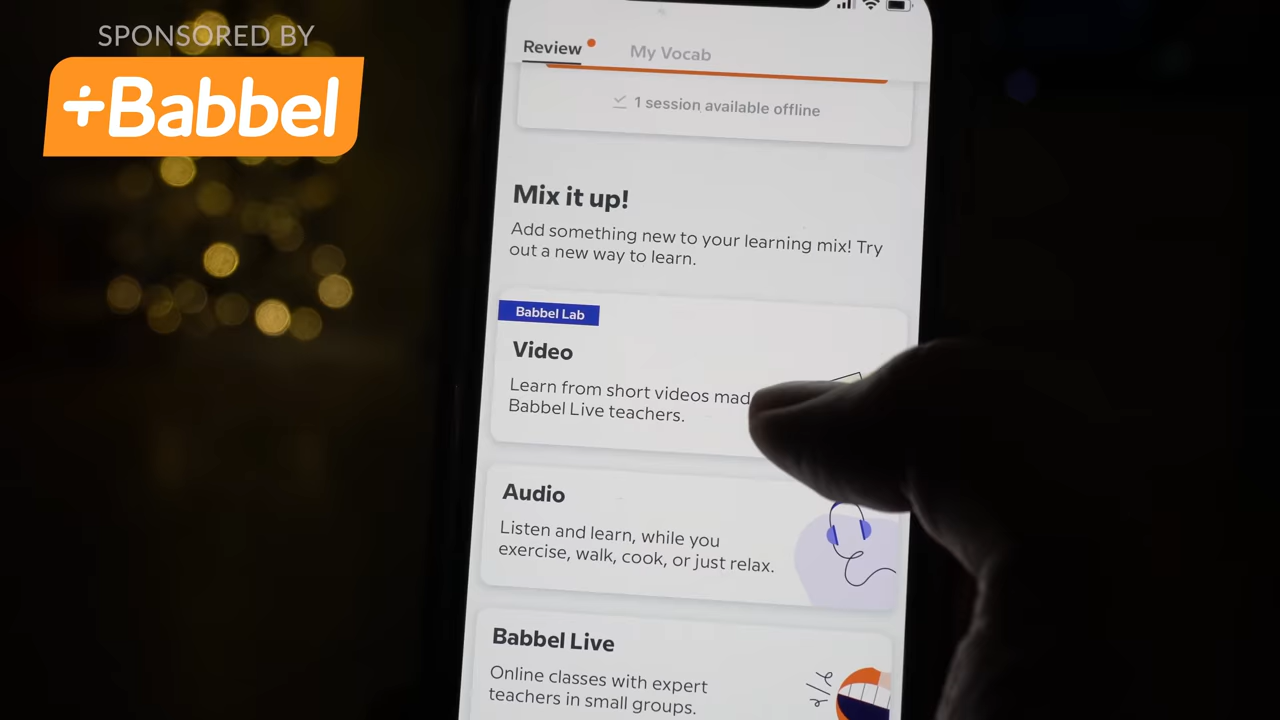 SPONSORED BY
+Babbel
Review
My Vocab
1 session available offline
Mix it up!
Add something new to your learning mix! Try
out a new way to learn.
Babbel Lab
Video
Learn from short videos mad
Babbel Live teachers.
Audio
Listen and learn, while you
exercise, walk, cook, or just relax.
Babbel Live
Online classes with expert
teachers in small groups.